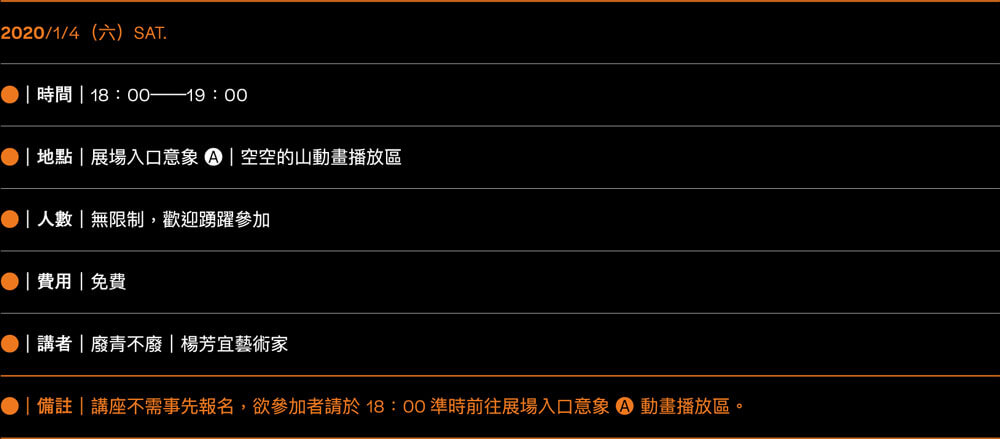 2020/1/4（六）SAT.
●｜時間｜18：00——19：00
●｜地點｜展場入口意象 🅐｜空空的山動畫播放區
●｜人數｜無限制，歡迎踴躍參加
●｜費用｜免費
●｜講者｜廢青不廢｜楊芳宜藝術家
●｜備註｜講座不需事先報名，欲參加者請於 18：00 準時前往展場入口意象 🅐 動畫播放區。